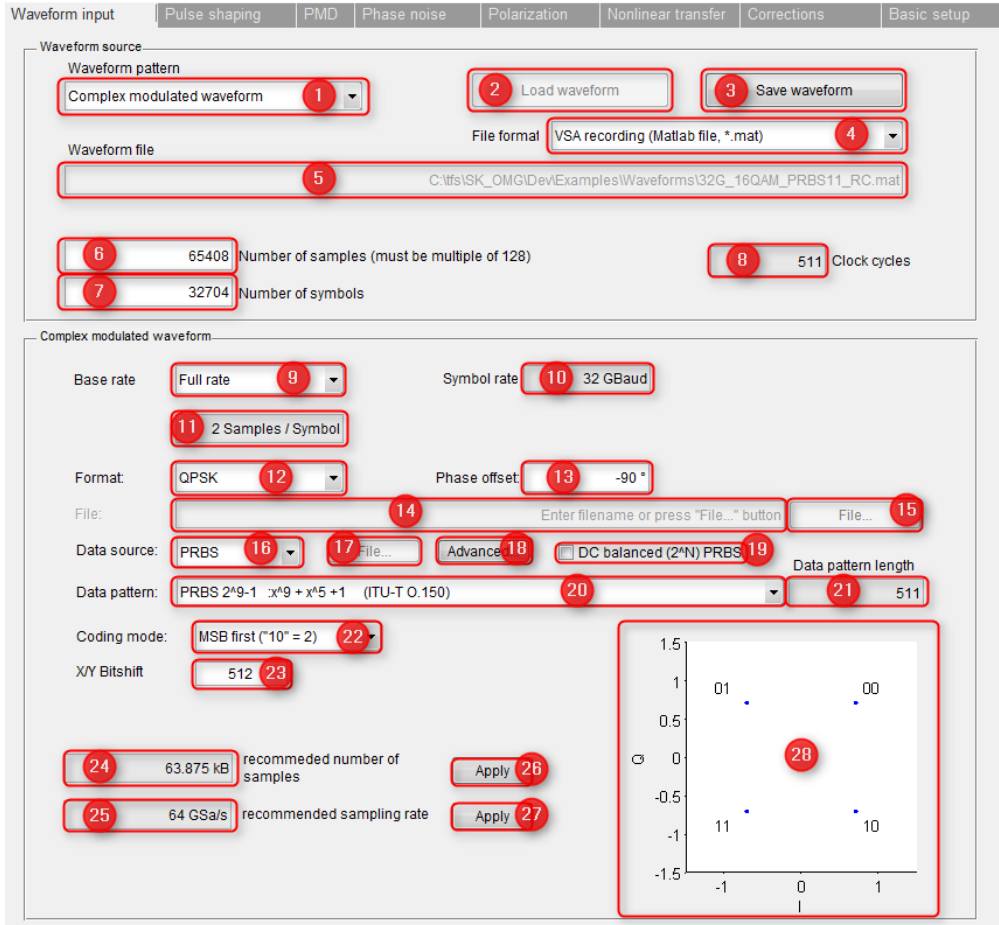 Waveform input Pulse shaping PMD Phase noise Polarization Nonlinear transfer Corrections Basic setup
Waveform source
Waveform pattern
Complex modulated waveform 1 2 Load waveform 3 Save waveform
File format VSA recording (Matlab file, *.mat) 4
Waveform file
5 C:\tfs\SK_OMG\Dev\Examples\Waveforms\32G_16QAM_PRBS11_RC.mat
6 65408 Number of samples (must be multiple of 128) 8 511 Clock cycles
7 32704 Number of symbols
Complex modulated waveform
Base rate Full rate 9 Symbol rate 10 32 GBaud
11 2 Samples / Symbol
Format: QPSK 12 Phase offset: 13 -90 °
File: 14 Enter filename or press "File..." button File... 15
Data source: PRBS 16 17 File... Advanced... 18 DC balanced (2^N) PRBS 19
Data pattern length
Data pattern: PRBS 2^9-1 :x^9 + x^5 +1 (ITU-T O.150) 20 21 511
Coding mode: MSB first ("10" = 2) 22
X/Y Bitshift 512 23
1.5
1
01 00
0.5
Q 0 28
-0.5
11 10
-1
-1.5
-1 0 1
I
24 63.875 kB recommeded number of
samples Apply 26
25 64 GSa/s recommended sampling rate Apply 27